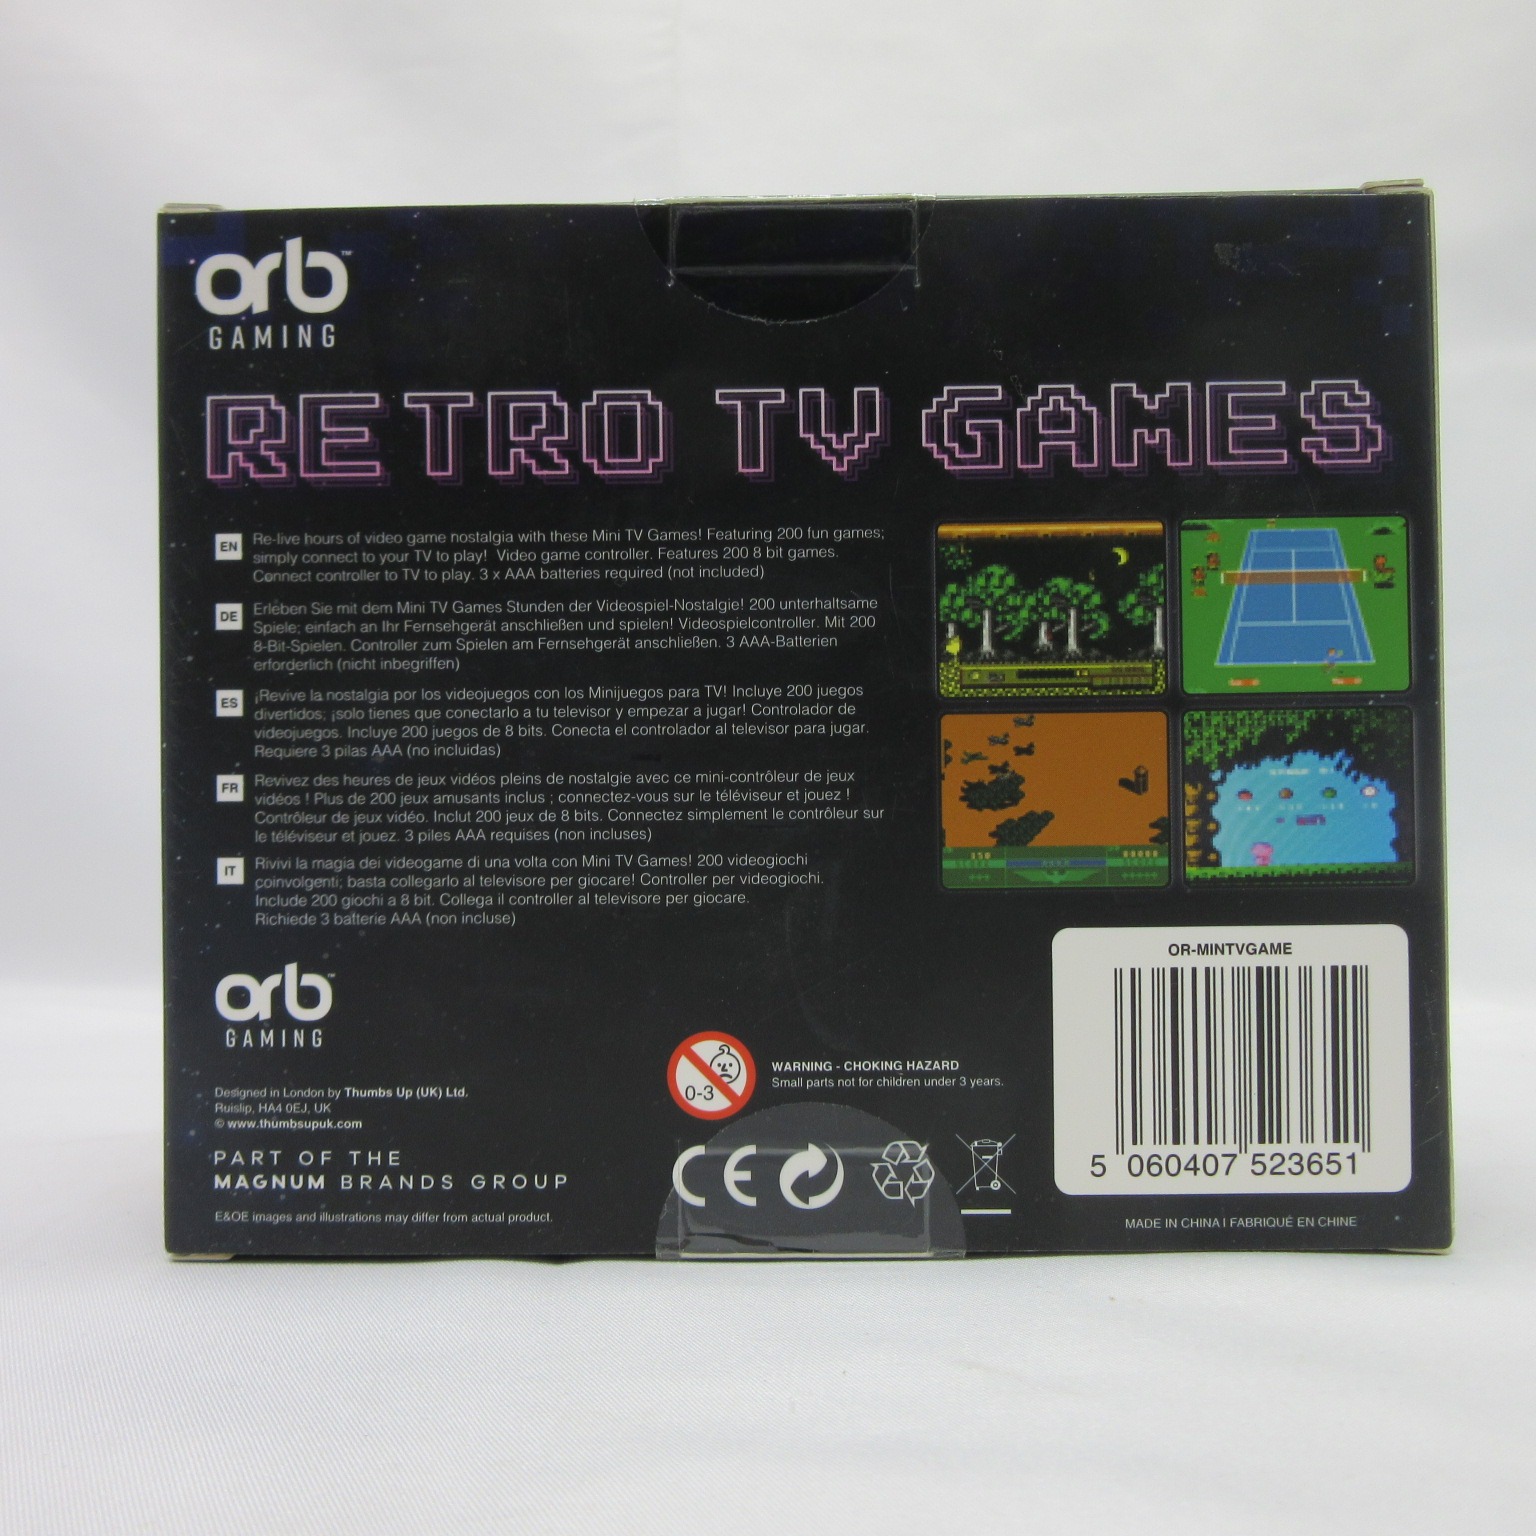 orb™
GAMING
RETRO TV GAMES
EN
Re-live hours of video game nostalgia with these Mini TV Games! Featuring 200 fun games;
simply connect to your TV to play! Video game controller. Features 200 8 bit games.
Connect controller to TV to play. 3 x AAA batteries required (not included)
DE
Erleben Sie mit dem Mini TV Games Stunden der Videospiel-Nostalgie! 200 unterhaltsame
Spiele; einfach an Ihr Fernsehgerät anschließen und spielen! Videospielcontroller. Mit 200
8-Bit-Spielen. Controller zum Spielen am Fernsehgerät anschließen. 3 AAA-Batterien
erforderlich (nicht inbegriffen)
ES
¡Revive la nostalgia por los videojuegos con los Minijuegos para TV! Incluye 200 juegos
divertidos; ¡solo tienes que conectarlo a tu televisor y empezar a jugar! Controlador de
videojuegos. Incluye 200 juegos de 8 bits. Conecta el controlador al televisor para jugar.
Requiere 3 pilas AAA (no incluidas)
FR
Revivez des heures de jeux vidéos pleins de nostalgie avec ce mini-contrôleur de jeux
vidéos ! Plus de 200 jeux amusants inclus ; connectez-vous sur le téléviseur et jouez !
Contrôleur de jeux vidéo. Inclut 200 jeux de 8 bits. Connectez simplement le contrôleur sur
le téléviseur et jouez. 3 piles AAA requises (non incluses)
IT
Rivivi la magia dei videogame di una volta con Mini TV Games! 200 videogiochi
coinvolgenti; basta collegarlo al televisore per giocare! Controller per videogiochi.
Include 200 giochi a 8 bit. Collega il controller al televisore per giocare.
Richiede 3 batterie AAA (non incluse)
orb™
GAMING
Designed in London by Thumbs Up (UK) Ltd.
Ruislip, HA4 0EJ, UK
© www.thumbsupuk.com
PART OF THE
MAGNUM BRANDS GROUP
E&OE images and illustrations may differ from actual product.
0-3
WARNING - CHOKING HAZARD
Small parts not for children under 3 years.
CE
OR-MINTVGAME
5 060407 523651
MADE IN CHINA I FABRIQUÉ EN CHINE